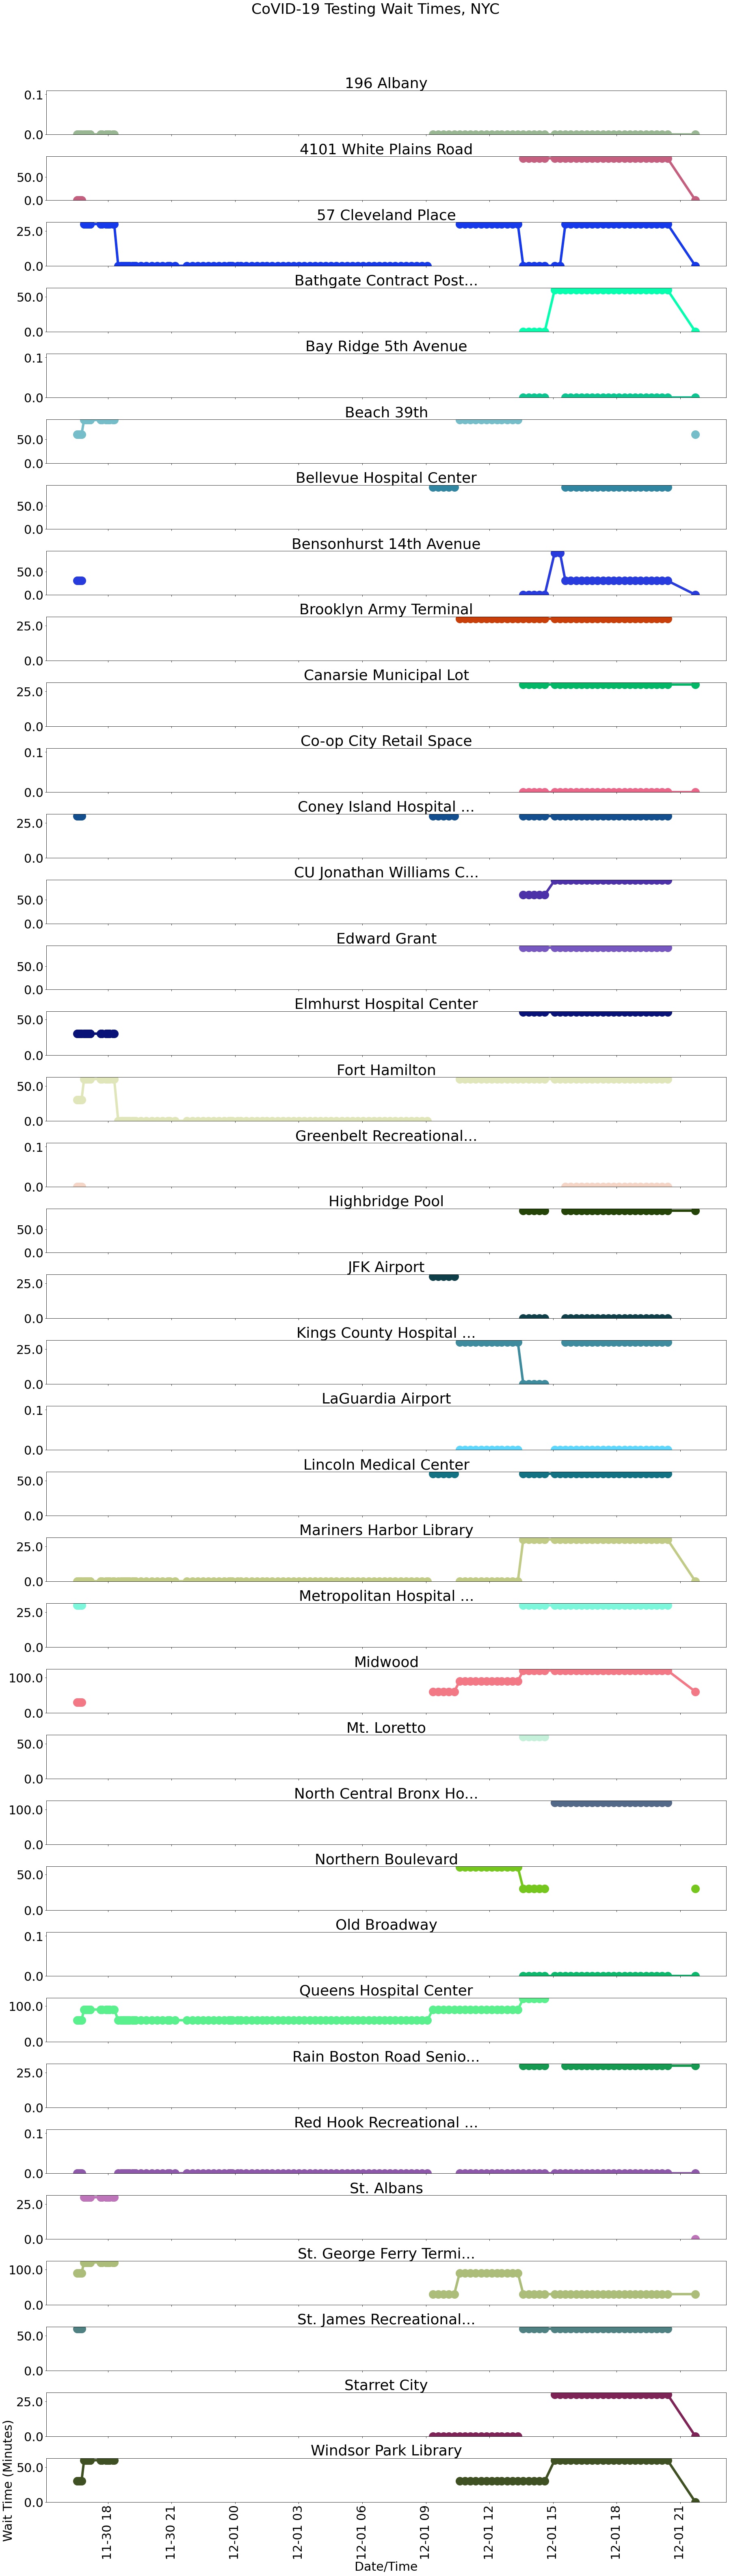 CoVID-19 Testing Wait Times, NYC
196 Albany
0.1
0.0
4101 White Plains Road
50.0
0.0
57 Cleveland Place
25.0
0.0
Bathgate Contract Post...
50.0
0.0
Bay Ridge 5th Avenue
0.1
0.0
Beach 39th
50.0
0.0
Bellevue Hospital Center
50.0
0.0
Bensonhurst 14th Avenue
50.0
0.0
Brooklyn Army Terminal
25.0
0.0
Canarsie Municipal Lot
25.0
0.0
Co-op City Retail Space
0.1
0.0
Coney Island Hospital ...
25.0
0.0
CU Jonathan Williams C...
50.0
0.0
Edward Grant
50.0
0.0
Elmhurst Hospital Center
50.0
0.0
Fort Hamilton
50.0
0.0
Greenbelt Recreational...
0.1
0.0
Highbridge Pool
50.0
0.0
JFK Airport
25.0
0.0
Kings County Hospital ...
25.0
0.0
LaGuardia Airport
0.1
0.0
Lincoln Medical Center
50.0
0.0
Mariners Harbor Library
25.0
0.0
Metropolitan Hospital ...
25.0
0.0
Midwood
100.0
0.0
Mt. Loretto
50.0
0.0
North Central Bronx Ho...
100.0
0.0
Northern Boulevard
50.0
0.0
Old Broadway
0.1
0.0
Queens Hospital Center
100.0
0.0
Rain Boston Road Senio...
25.0
0.0
Red Hook Recreational ...
0.1
0.0
St. Albans
25.0
0.0
St. George Ferry Termi...
100.0
0.0
St. James Recreational...
50.0
0.0
Starret City
25.0
0.0
Windsor Park Library
50.0
0.0
Wait Time (Minutes)
11-30 18
11-30 21
12-01 00
12-01 03
12-01 06
12-01 09
12-01 12
12-01 15
12-01 18
12-01 21
Date/Time